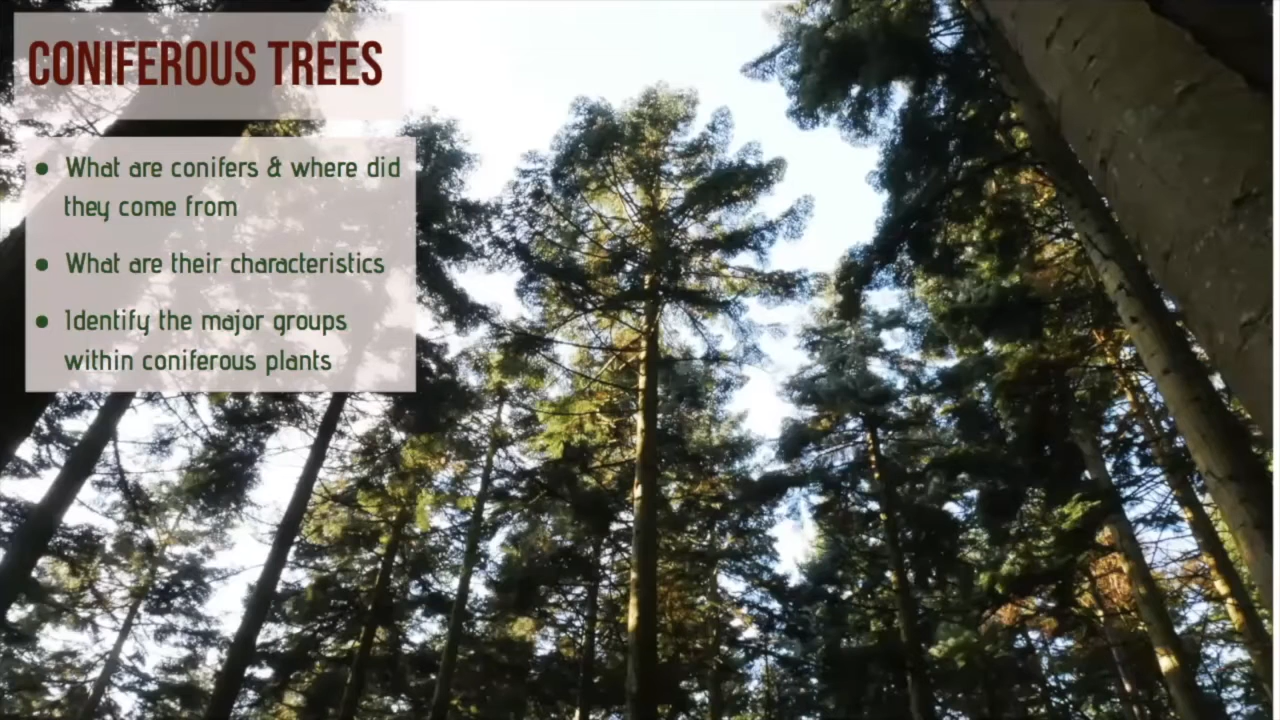 CONIFEROUS TREES
• What are conifers & where did
they come from
• What are their characteristics
• Identify the major groups
within coniferous plants